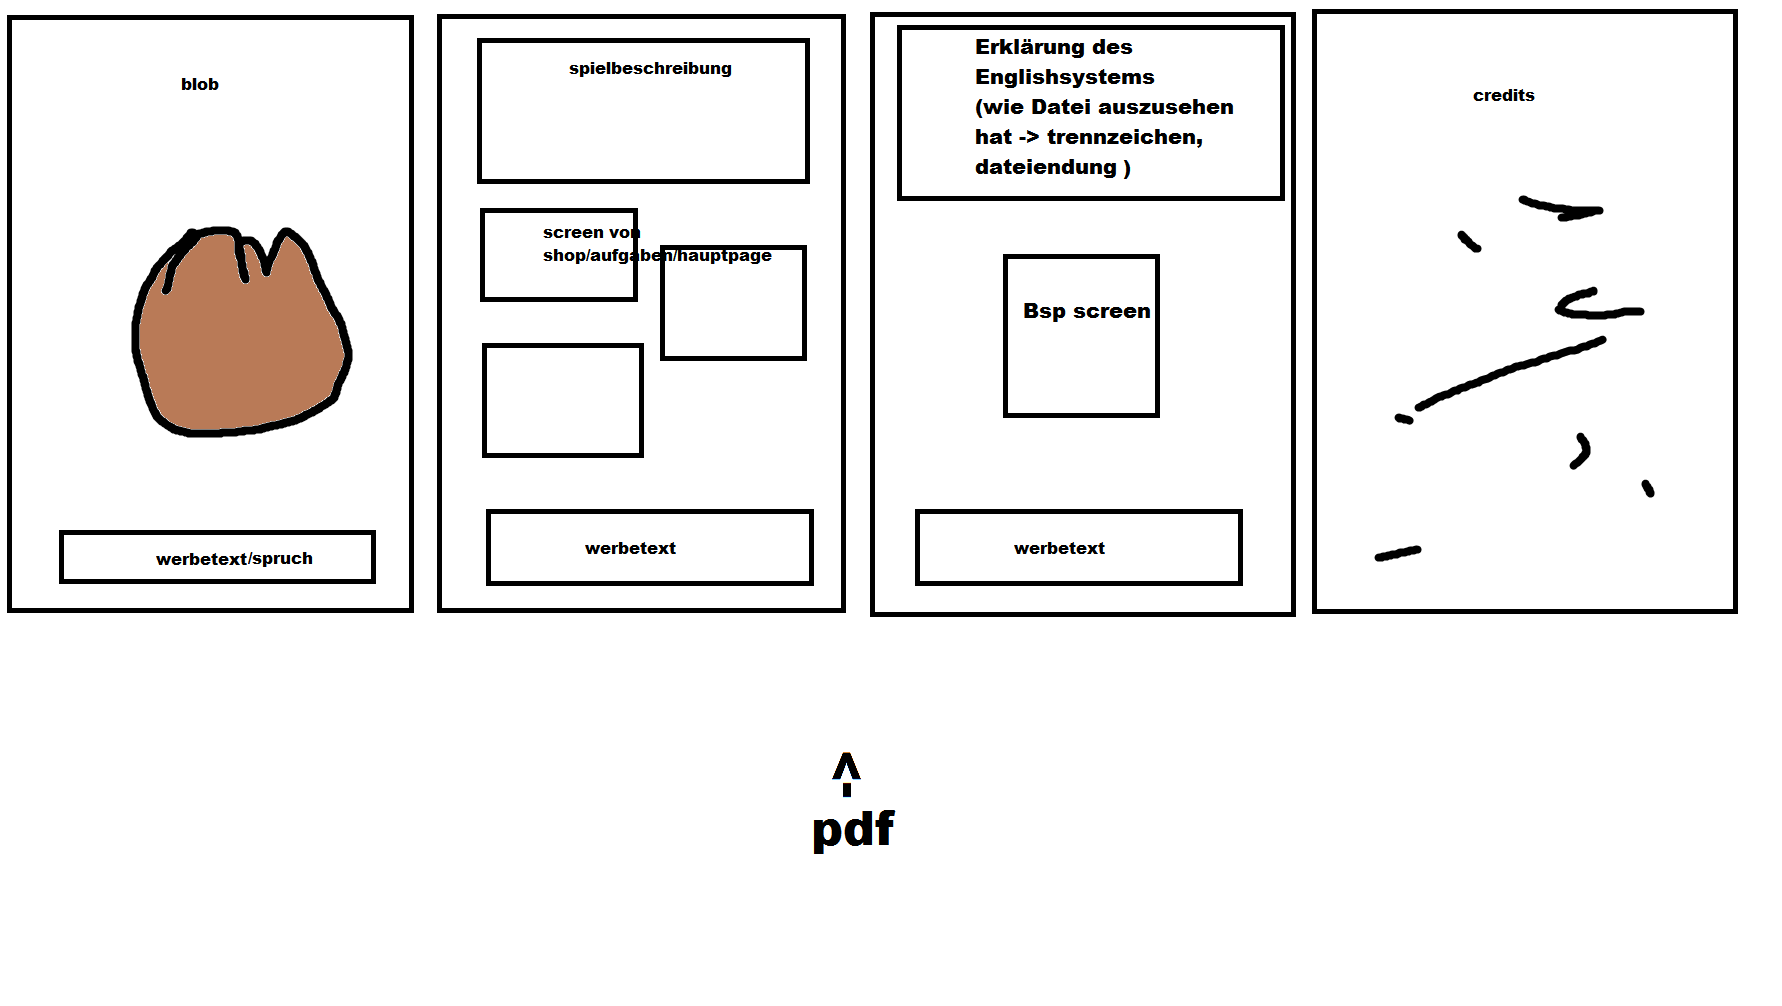 blob
werbetext/spruch
spielbeschreibung
screen von
shop/aufgaben/hauptpage
werbetext
Erklärung des
Englishsystems
(wie Datei auszusehen
hat -> trennzeichen,
dateiendung )
Bsp screen
werbetext
credits
pdf